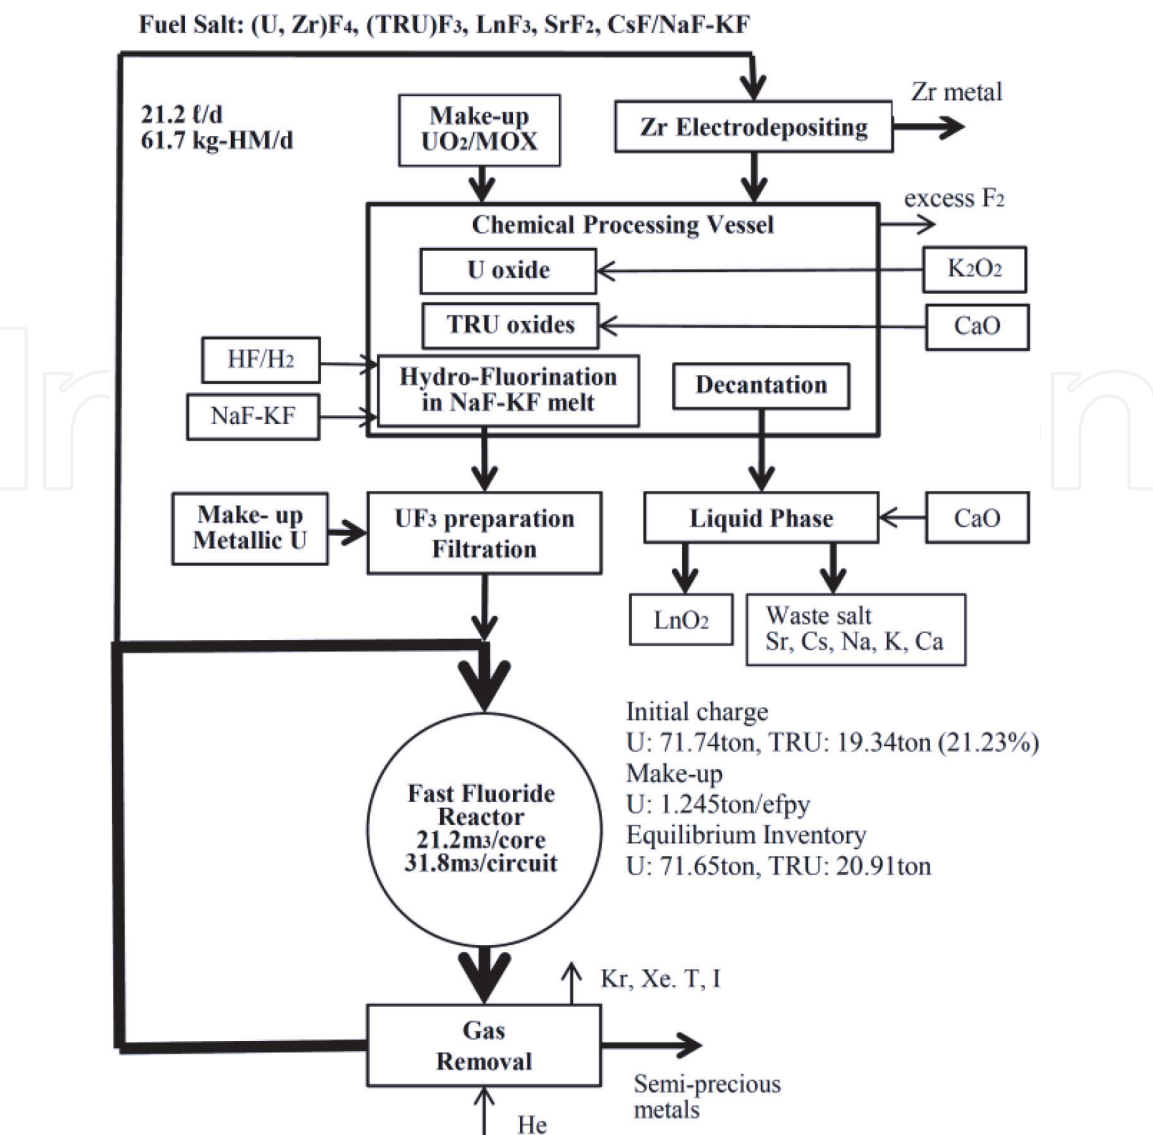 Fuel Salt: (U, Zr)F4, (TRU)F3, LnF3, SrF2, CsF/NaF-KF
21.2 ℓ/d
61.7 kg-HM/d
Make-up
UO2/MOX
Zr Electrodepositing
Zr metal
Chemical Processing Vessel
excess F2
U oxide
K2O2
TRU oxides
CaO
HF/H2
NaF-KF
Hydro-Fluorination
in NaF-KF melt
Decantation
Make- up
Metallic U
UF3 preparation
Filtration
Liquid Phase
CaO
LnO2
Waste salt
Sr, Cs, Na, K, Ca
Initial charge
U: 71.74ton, TRU: 19.34ton (21.23%)
Make-up
U: 1.245ton/efpy
Equilibrium Inventory
U: 71.65ton, TRU: 20.91ton
Fast Fluoride
Reactor
21.2m3/core
31.8m3/circuit
Kr, Xe. T, I
Gas
Removal
Semi-precious
metals
He